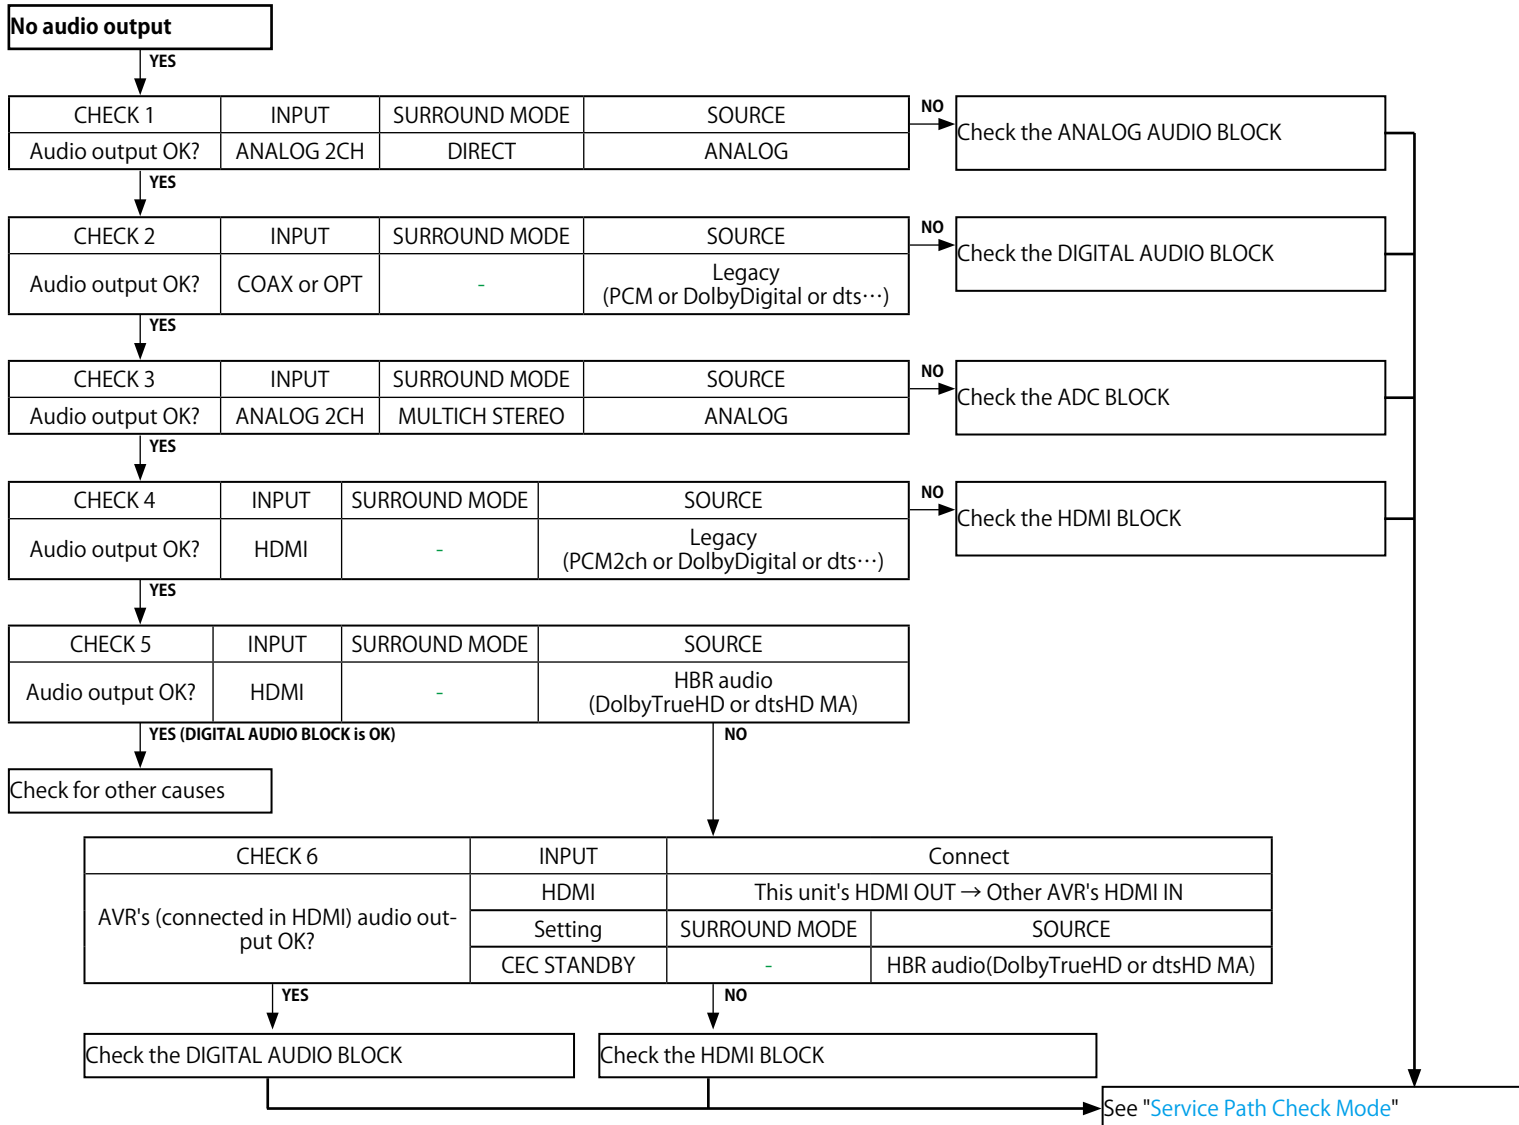 No audio output
YES
CHECK 1 INPUT SURROUND MODE SOURCE
Audio output OK? ANALOG 2CH DIRECT ANALOG
NO
Check the ANALOG AUDIO BLOCK
YES
CHECK 2 INPUT SURROUND MODE SOURCE
Audio output OK? COAX or OPT - Legacy
(PCM or DolbyDigital or dts⋯)
NO
Check the DIGITAL AUDIO BLOCK
YES
CHECK 3 INPUT SURROUND MODE SOURCE
Audio output OK? ANALOG 2CH MULTICH STEREO ANALOG
NO
Check the ADC BLOCK
YES
CHECK 4 INPUT SURROUND MODE SOURCE
Audio output OK? HDMI - Legacy
(PCM2ch or DolbyDigital or dts⋯)
NO
Check the HDMI BLOCK
YES
CHECK 5 INPUT SURROUND MODE SOURCE
Audio output OK? HDMI - HBR audio
(DolbyTrueHD or dtsHD MA)
YES (DIGITAL AUDIO BLOCK is OK)
NO
Check for other causes
CHECK 6 INPUT Connect
AVR's (connected in HDMI) audio out-
put OK?
HDMI This unit's HDMI OUT → Other AVR's HDMI IN
Setting SURROUND MODE SOURCE
CEC STANDBY - HBR audio(DolbyTrueHD or dtsHD MA)
YES
NO
Check the DIGITAL AUDIO BLOCK
Check the HDMI BLOCK
See "Service Path Check Mode"